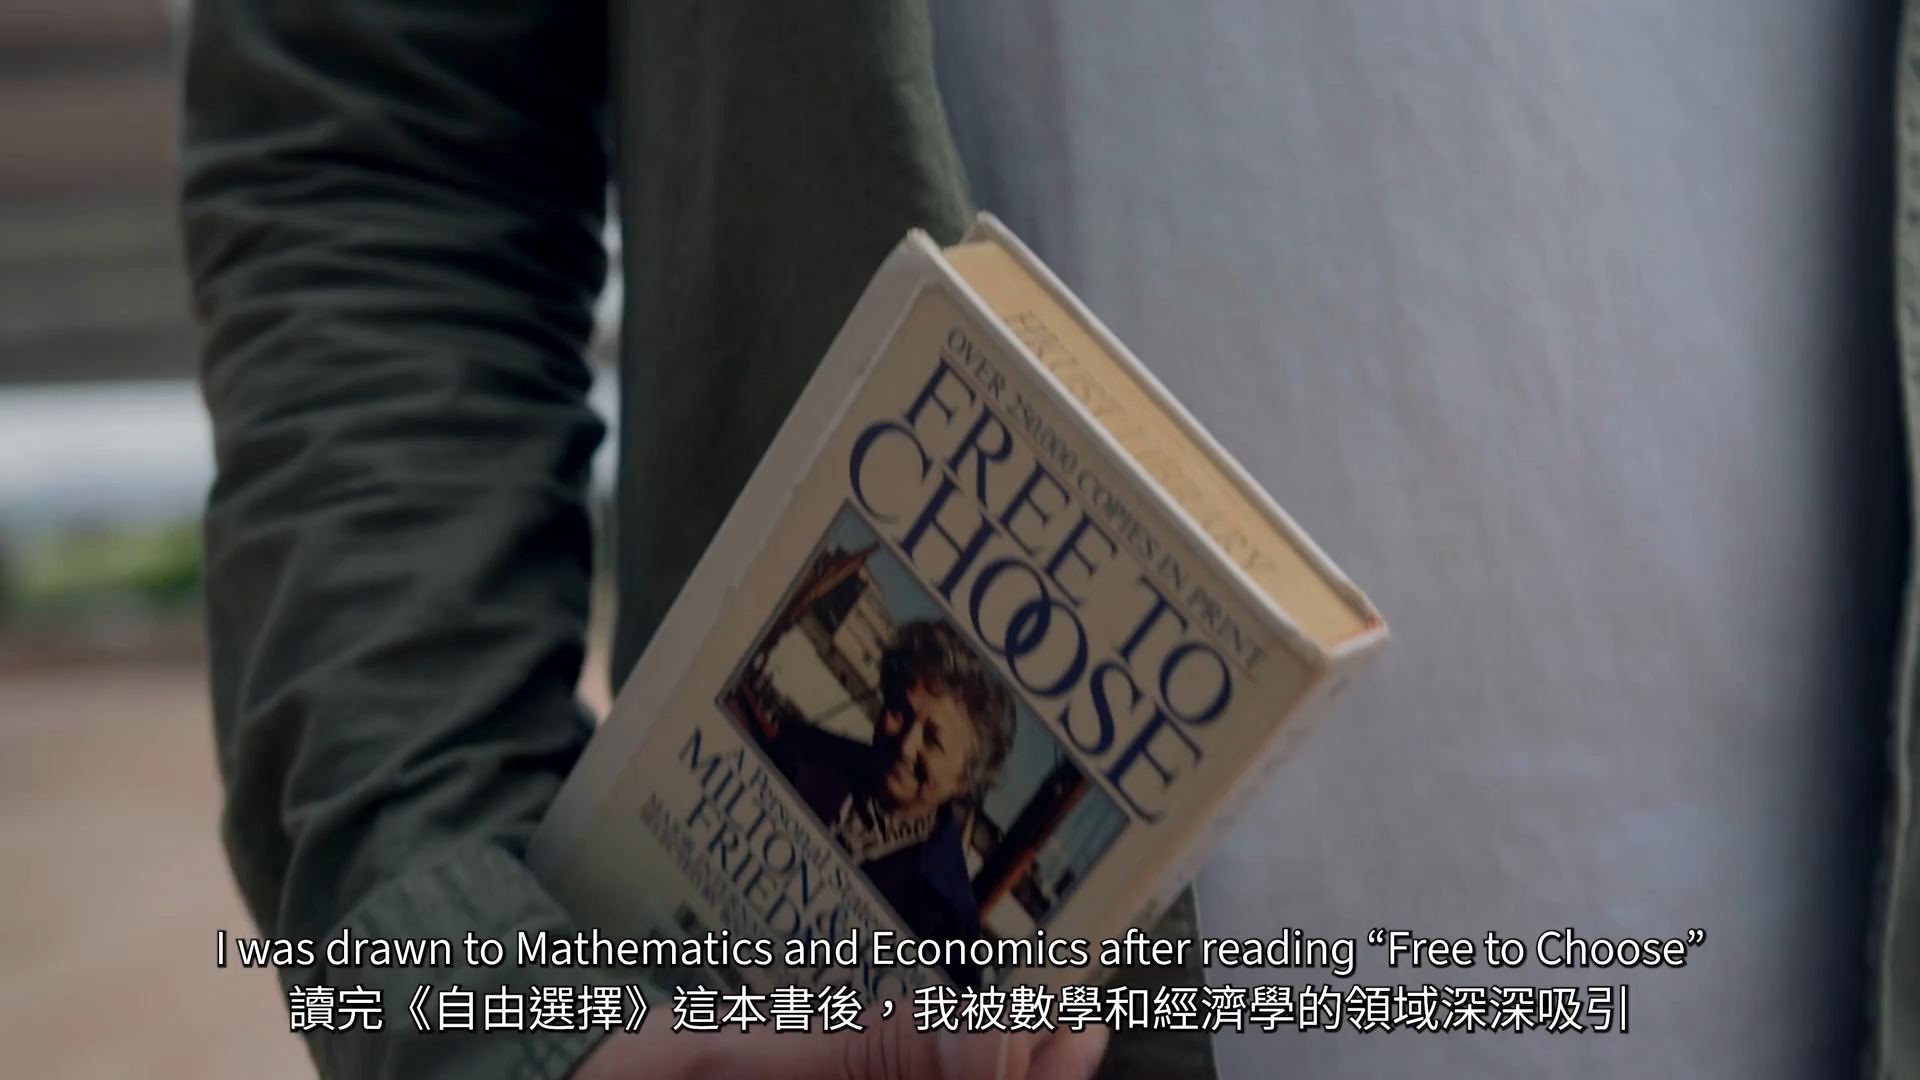 OVER 250,000 COPIES IN PRINT
FREE TO
CHOOSE
A Personal
MILTON
I was drawn to Mathematics and Economics after reading “Free to Choose”
讀完《自由選擇》這本書後，我被數學和經濟學的領域深深吸引